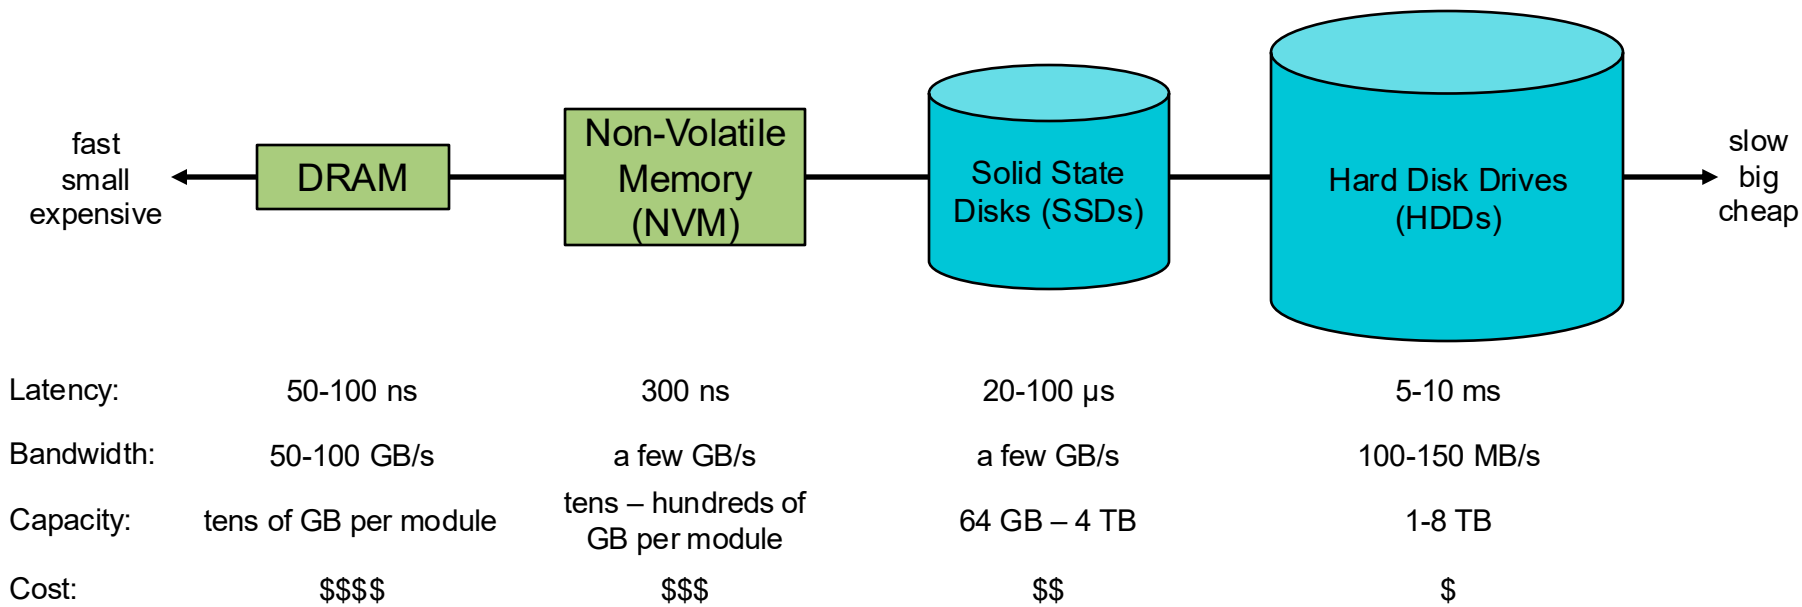 fast
small
expensive
DRAM
Non-Volatile
Memory
(NVM)
Solid State
Disks (SSDs)
Hard Disk Drives
(HDDs)
slow
big
cheap
Latency: 50-100 ns 300 ns 20-100 µs 5-10 ms
Bandwidth: 50-100 GB/s a few GB/s a few GB/s 100-150 MB/s
Capacity: tens of GB per module tens – hundreds of
GB per module 64 GB – 4 TB 1-8 TB
Cost: $$$$ $$$ $$ $